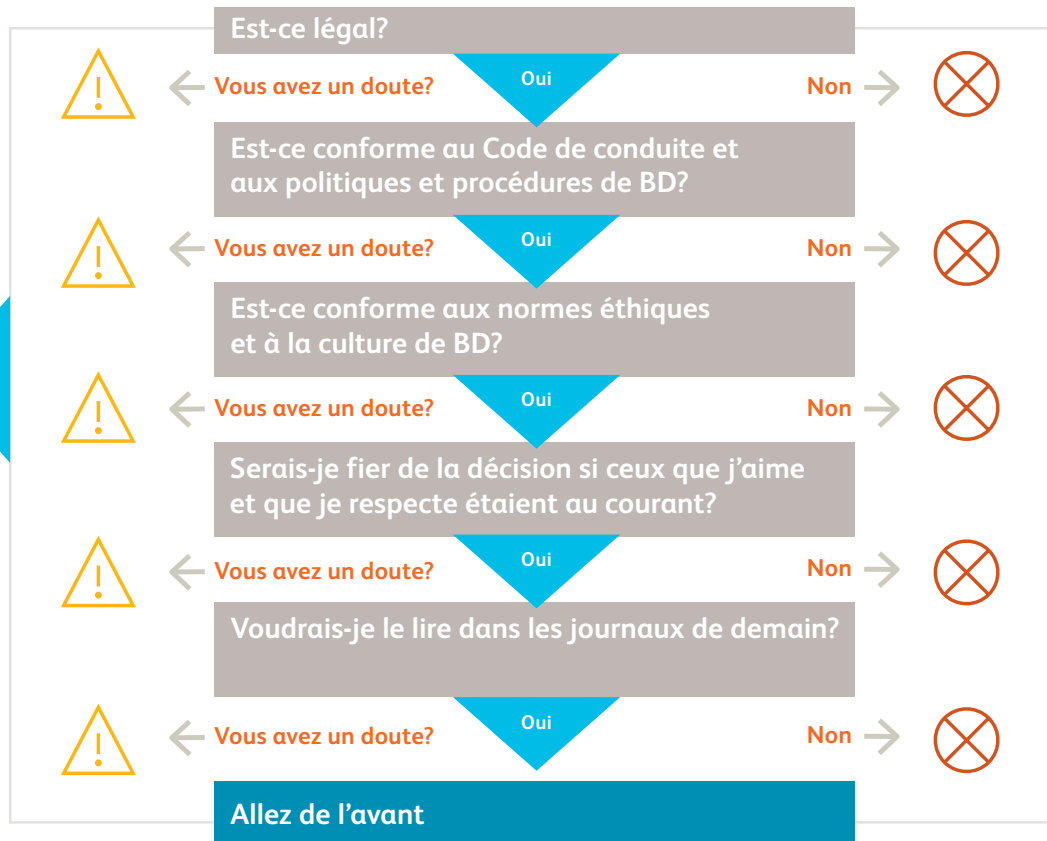 Est-ce légal?
Vous avez un doute? Oui Non
Est-ce conforme au Code de conduite et
aux politiques et procédures de BD?
Vous avez un doute? Oui Non
Est-ce conforme aux normes éthiques
et à la culture de BD?
Vous avez un doute? Oui Non
Serais-je fier de la décision si ceux que j’aime
et que je respecte étaient au courant?
Vous avez un doute? Oui Non
Voudrais-je le lire dans les journaux de demain?
Vous avez un doute? Oui Non
Allez de l’avant